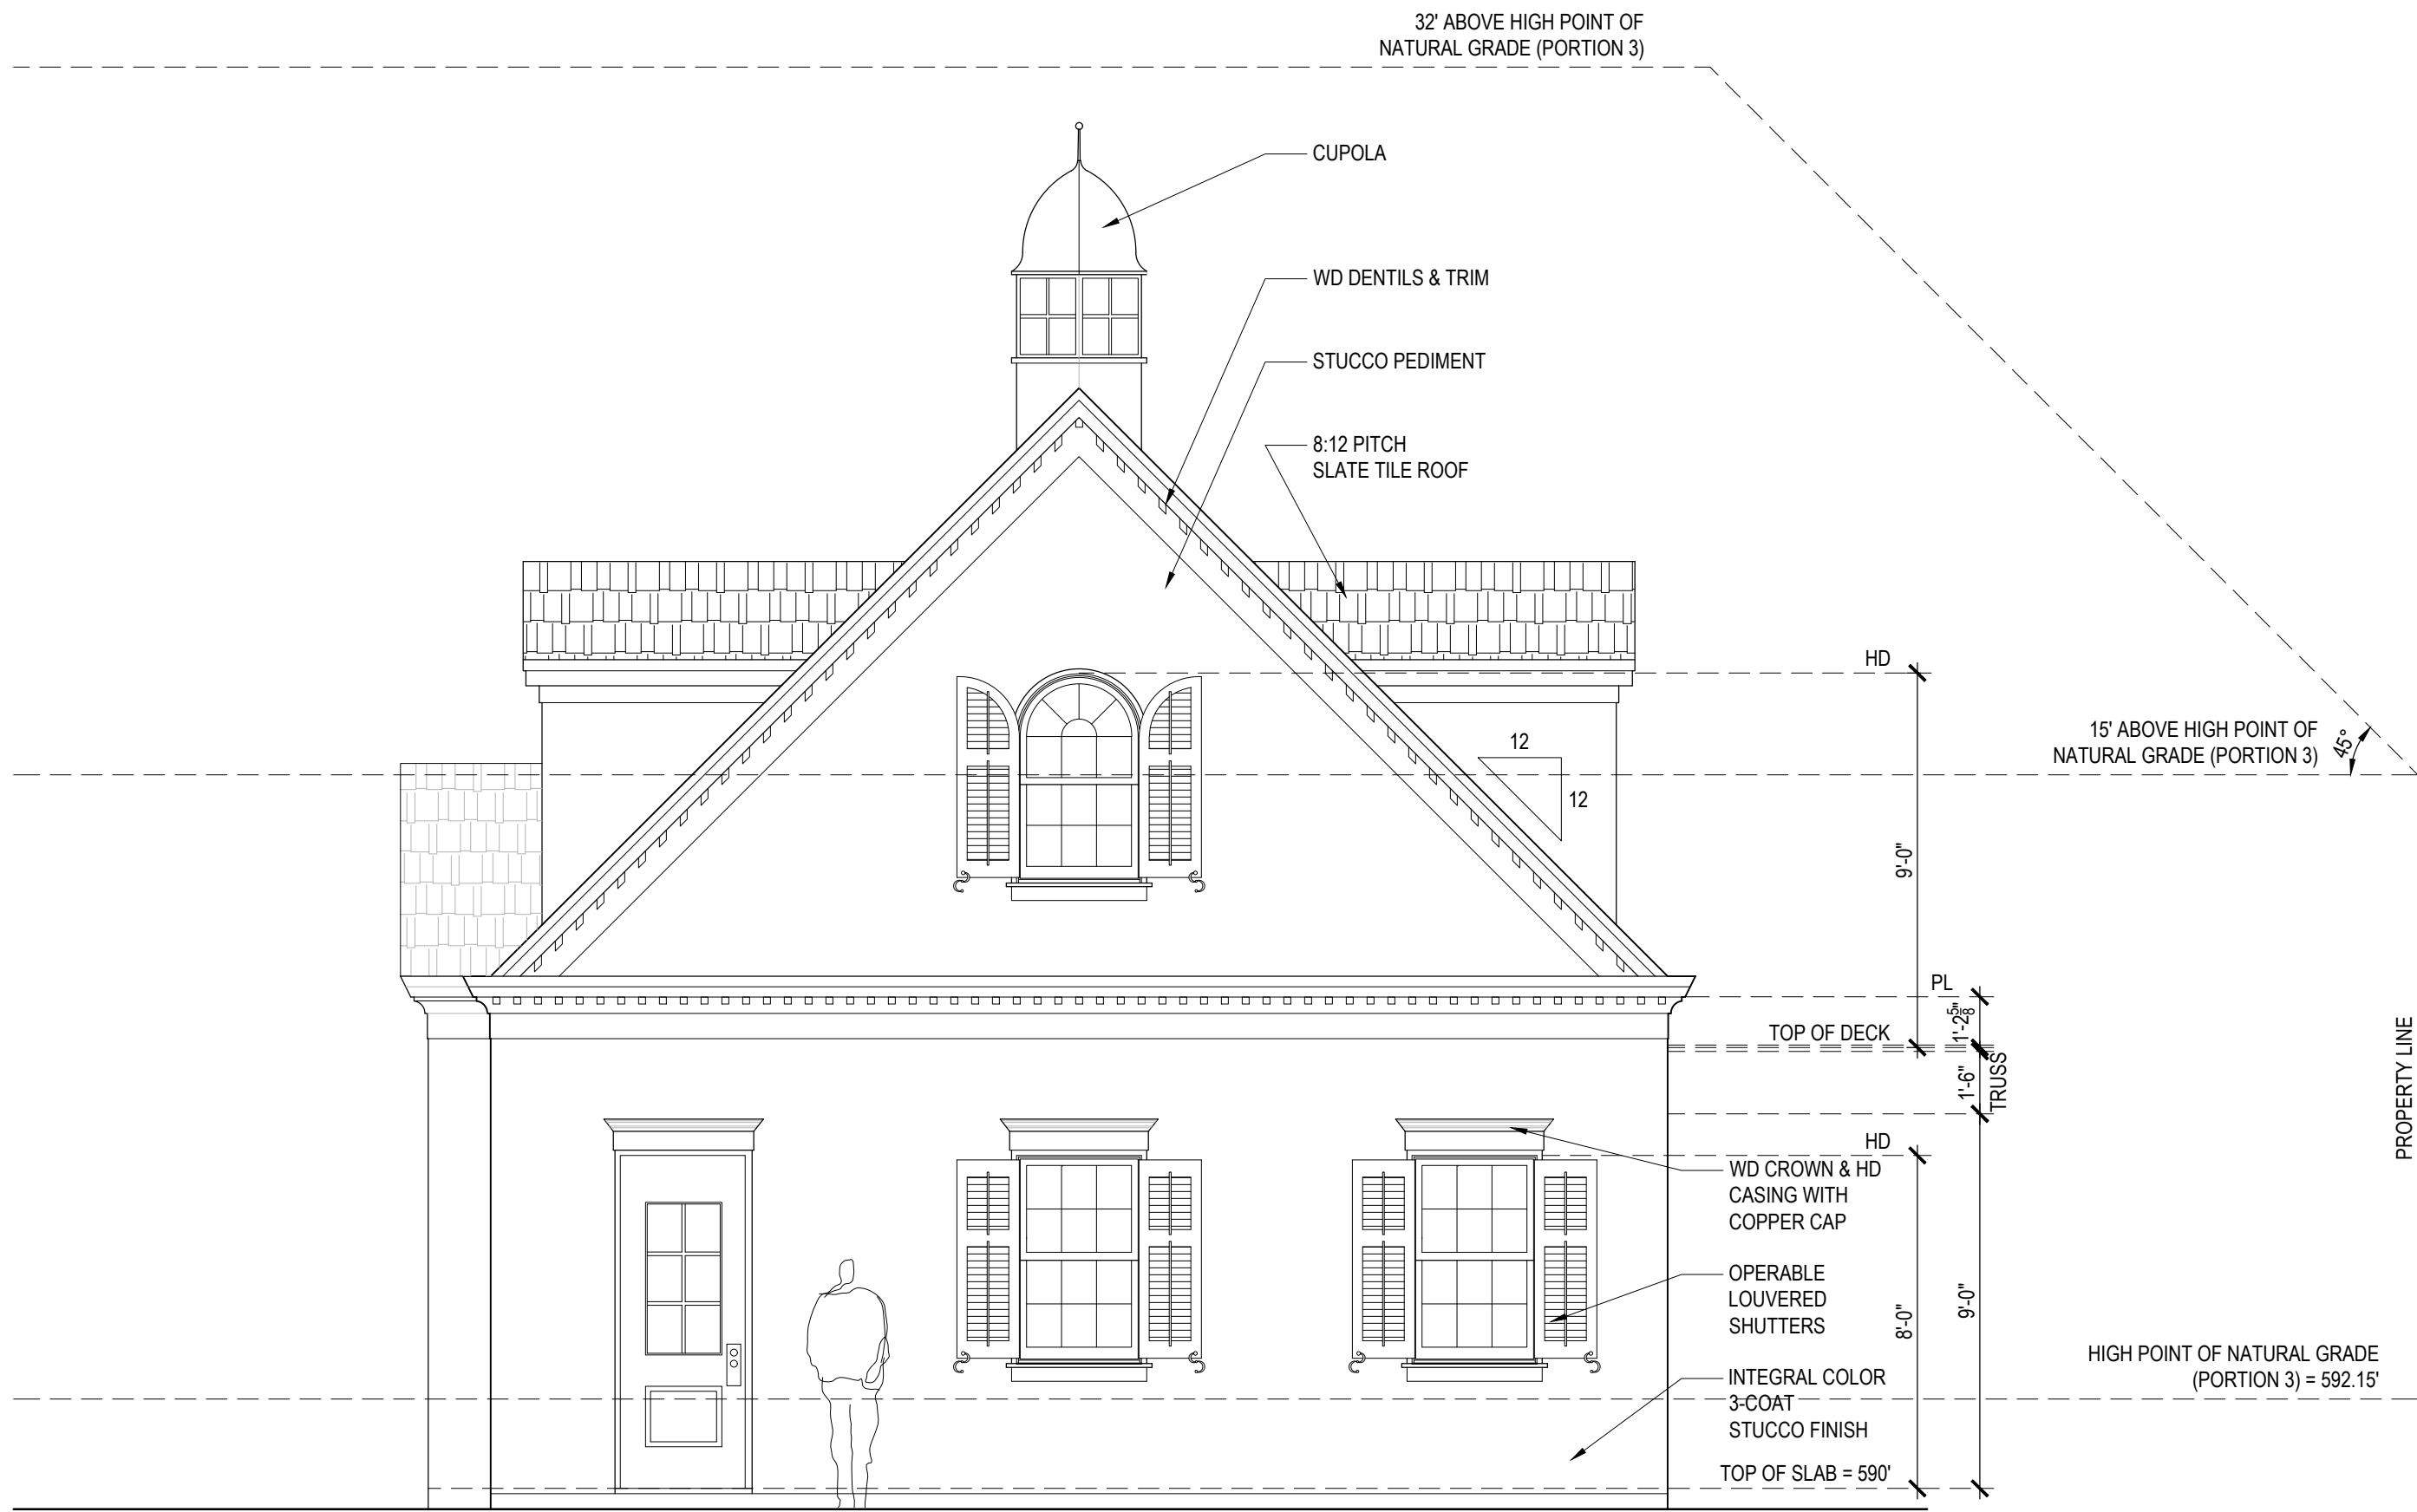 32' ABOVE HIGH POINT OF
NATURAL GRADE (PORTION 3)
CUPOLA
WD DENTILS & TRIM
STUCCO PEDIMENT
8:12 PITCH
SLATE TILE ROOF
HD
15' ABOVE HIGH POINT OF
NATURAL GRADE (PORTION 3)
45°
12
12
9'-0"
PL
1'-2⅝"
TOP OF DECK
1'-6"
TRUSS
PROPERTY LINE
HD
WD CROWN & HD
CASING WITH
COPPER CAP
OPERABLE
LOUVERED
SHUTTERS
8'-0"
9'-0"
HIGH POINT OF NATURAL GRADE
(PORTION 3) = 592.15'
INTEGRAL COLOR
3-COAT
STUCCO FINISH
TOP OF SLAB = 590'